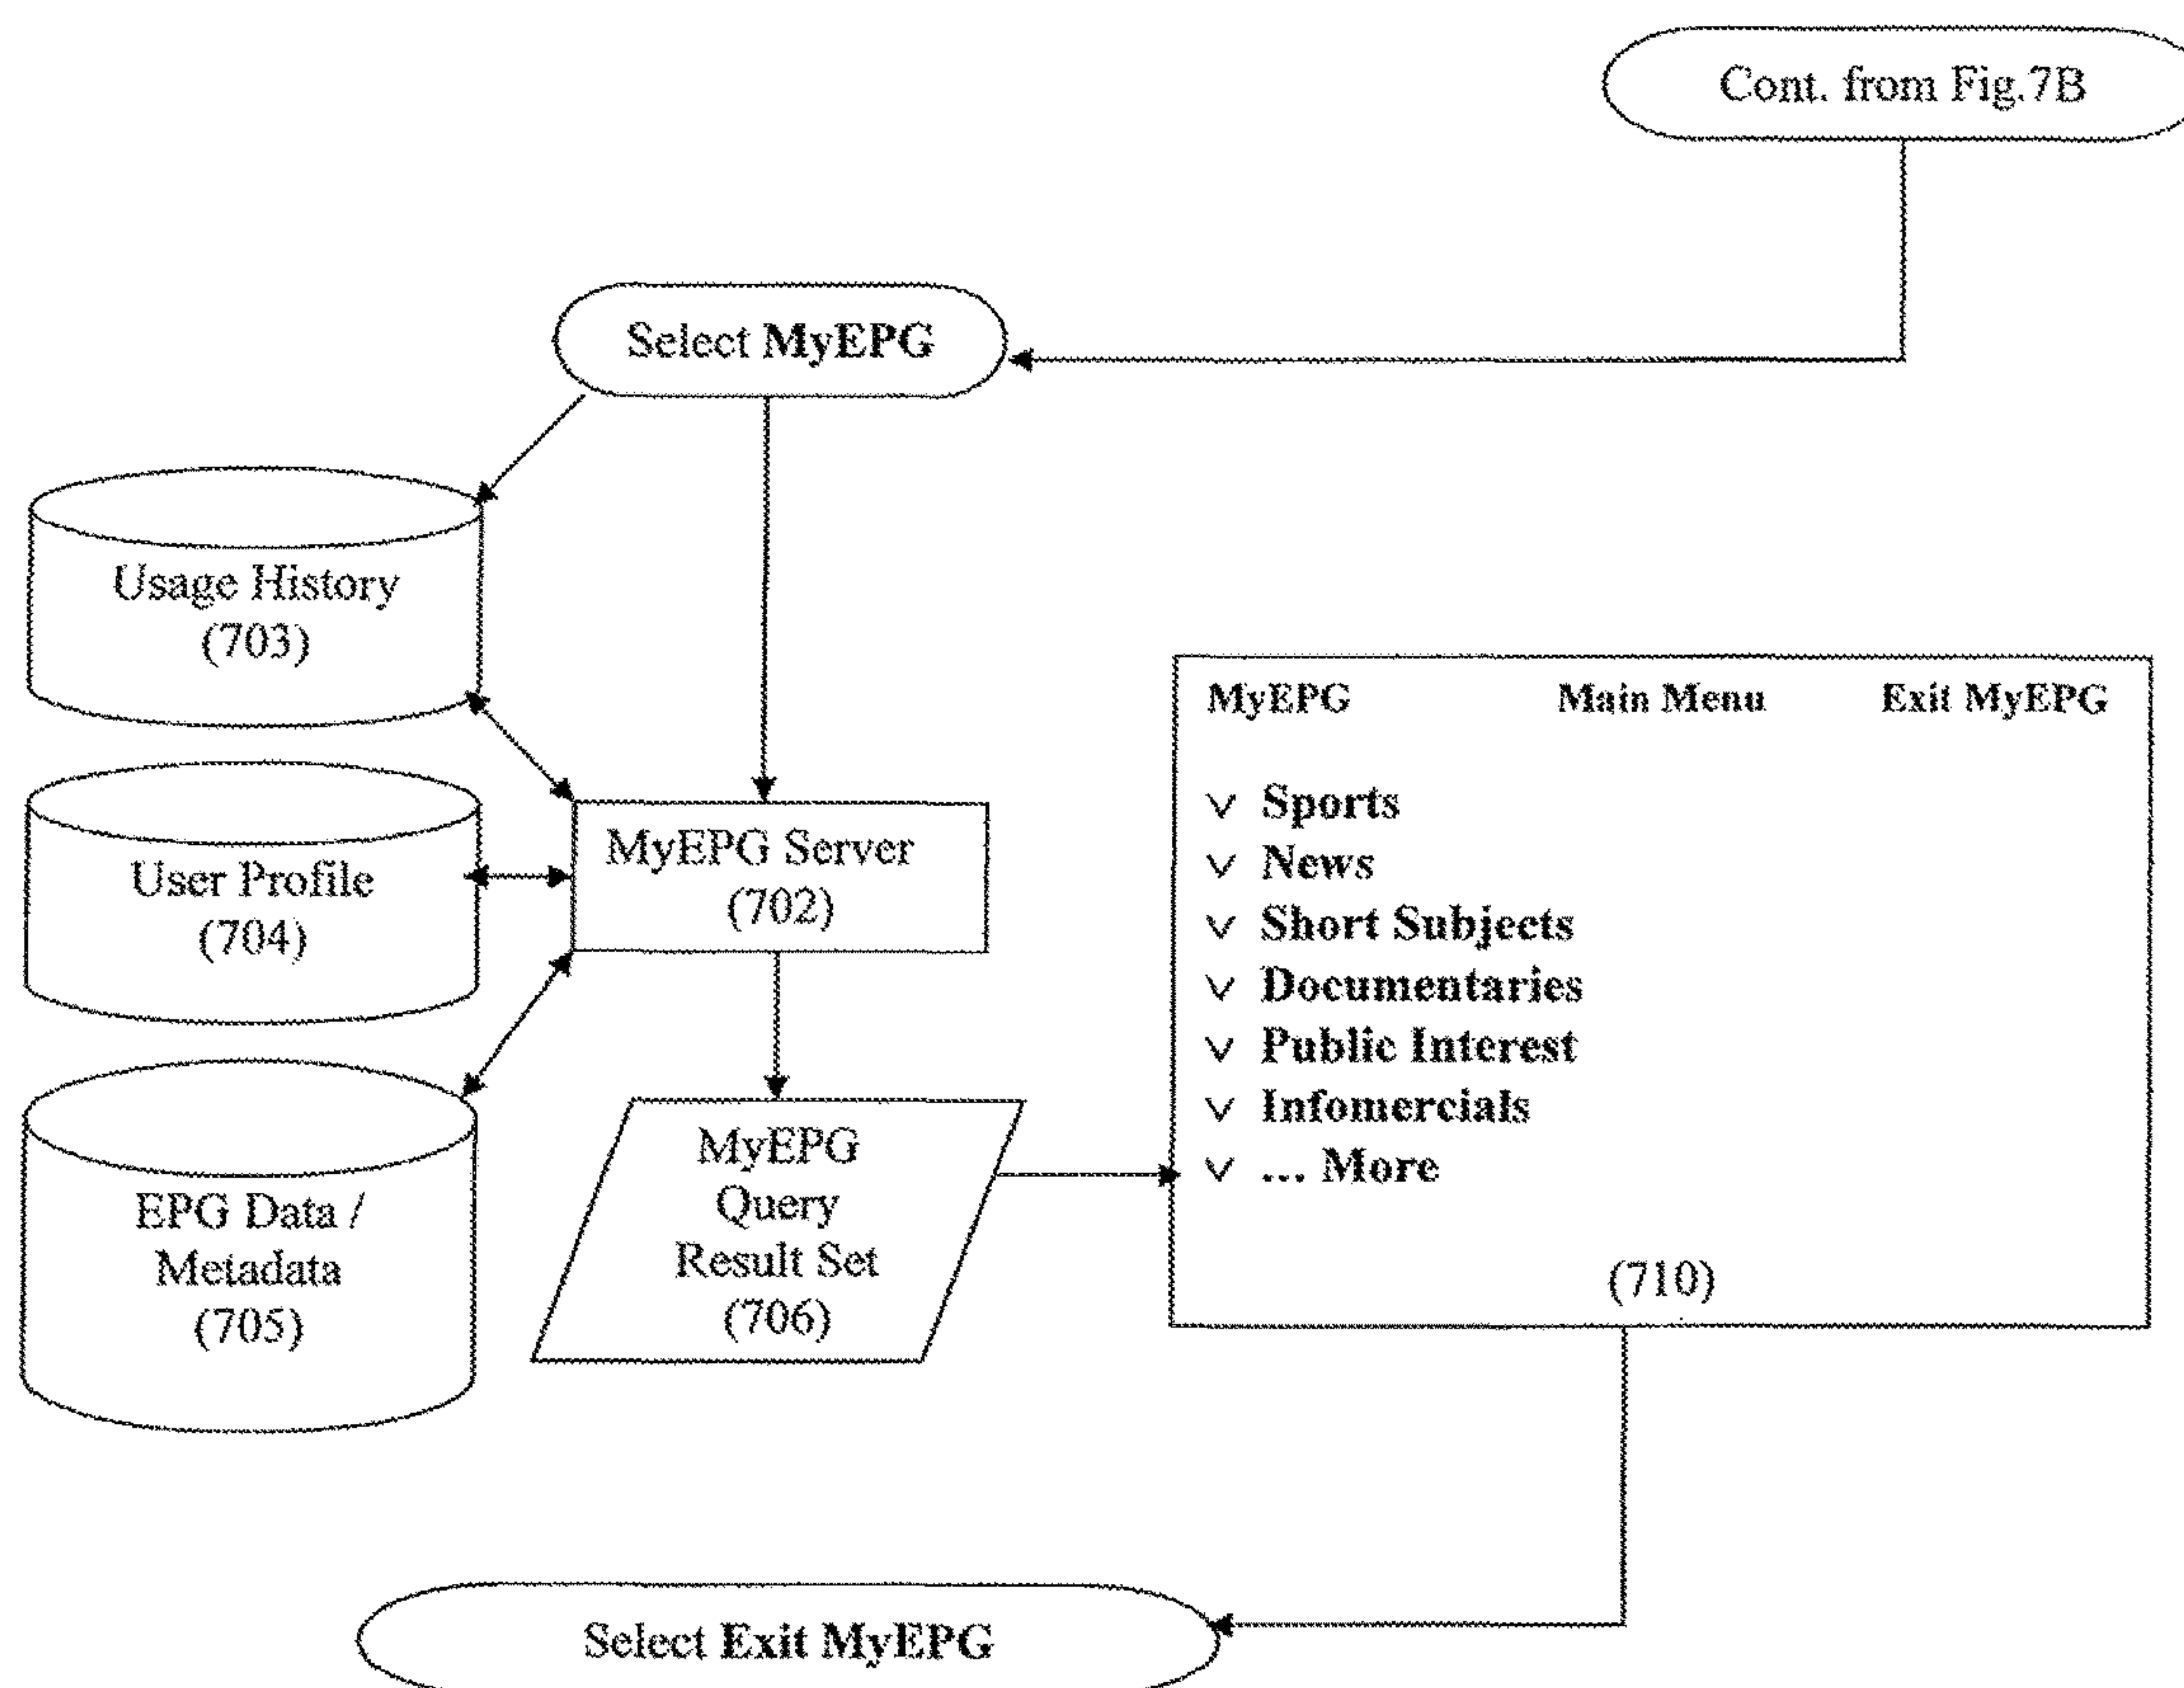 Cont. from Fig.7B
Select MyEPG
Usage History
(703)
User Profile
(704)
EPG Data /
Metadata
(705)
MyEPG Server
(702)
MyEPG
Query
Result Set
(706)
MyEPG Main Menu Exit MyEPG
∨ Sports
∨ News
∨ Short Subjects
∨ Documentaries
∨ Public Interest
∨ Infomercials
∨ ... More
(710)
Select Exit MyEPG